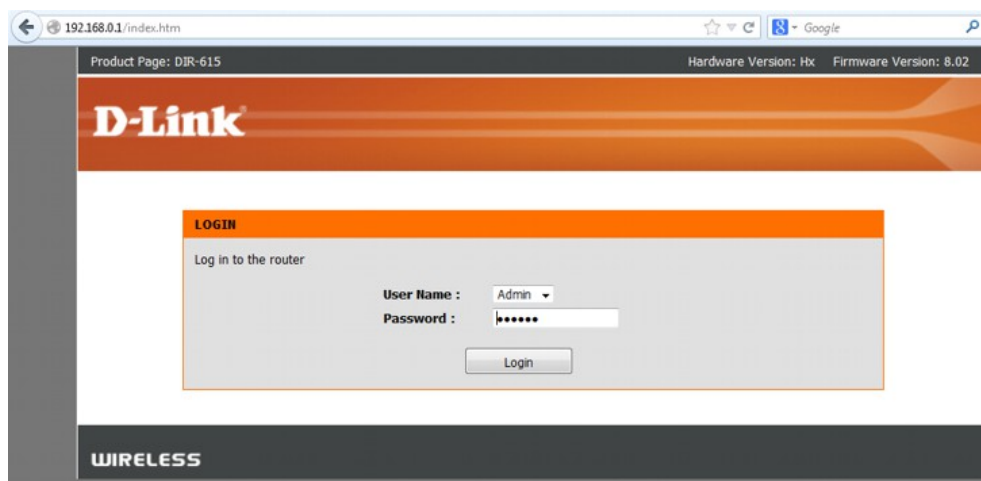 192.168.0.1/index.htm
Google
Product Page: DIR-615 Hardware Version: Hx Firmware Version: 8.02
D-Link
LOGIN
Log in to the router
User Name : Admin
Password : ••••••
Login
WIRELESS